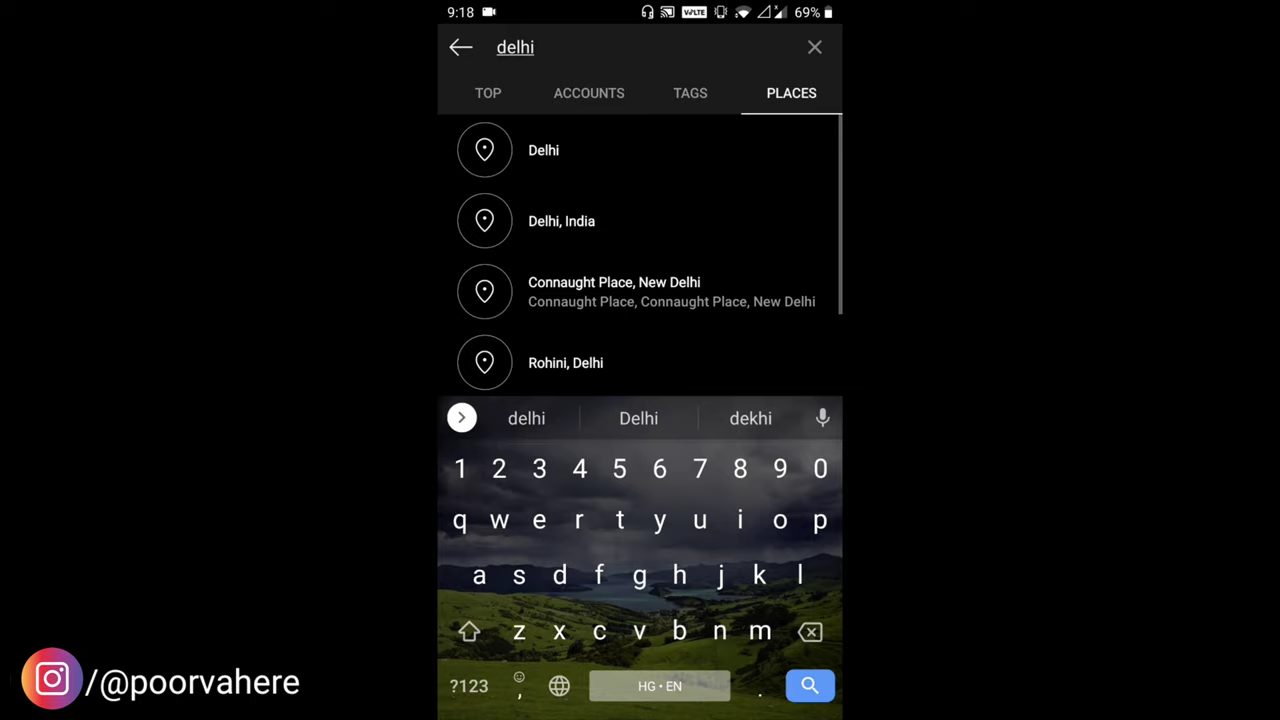 9:18 VoLTE 69%
delhi
TOP ACCOUNTS TAGS PLACES
Delhi
Delhi, India
Connaught Place, New Delhi
Connaught Place, Connaught Place, New Delhi
Rohini, Delhi
delhi Delhi dekhi
1 2 3 4 5 6 7 8 9 0
q w e r t y u i o p
a s d f g h j k l
z x c v b n m
?123 , HG • EN .
/@poorvahere